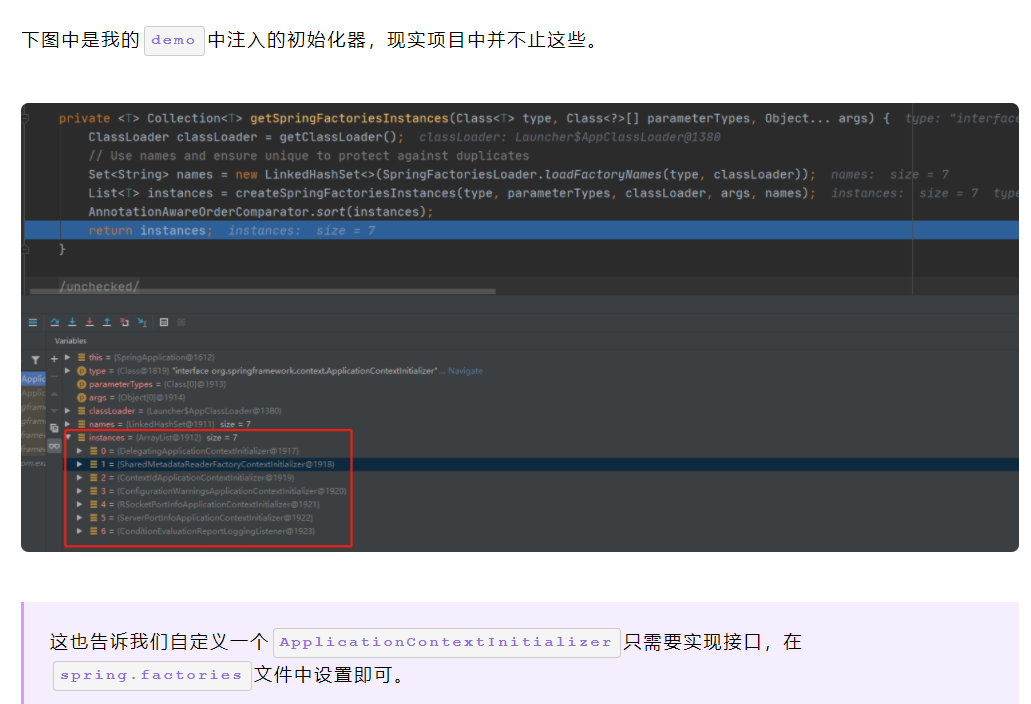 下图中是我的 demo 中注入的初始化器，现实项目中并不止这些。
private <T> Collection<T> getSpringFactoriesInstances(Class<T> type, Class<?>[] parameterTypes, Object... args) { type: "interface
ClassLoader classLoader = getClassLoader(); classLoader: Launcher$AppClassLoader@1380
// Use names and ensure unique to protect against duplicates
Set<String> names = new LinkedHashSet<>(SpringFactoriesLoader.loadFactoryNames(type, classLoader)); names: size = 7
List<T> instances = createSpringFactoriesInstances(type, parameterTypes, classLoader, args, names); instances: size = 7 type
AnnotationAwareOrderComparator.sort(instances);
return instances; instances: size = 7
}
/unchecked/
Variables
this = {SpringApplication@1612}
type = {Class@1819} "interface org.springframework.context.ApplicationContextInitializer"... Navigate
parameterTypes = {Class[0]@1913}
args = {Object[0]@1914}
classLoader = {Launcher$AppClassLoader@1380}
names = {LinkedHashSet@1911} size = 7
instances = {ArrayList@1912} size = 7
0 = {DelegatingApplicationContextInitializer@1917}
1 = {SharedMetadataReaderFactoryContextInitializer@1918}
2 = {ContextIdApplicationContextInitializer@1919}
3 = {ConfigurationWarningsApplicationContextInitializer@1920}
4 = {RSocketPortInfoApplicationContextInitializer@1921}
5 = {ServerPortInfoApplicationContextInitializer@1922}
6 = {ConditionEvaluationReportLoggingListener@1923}
这也告诉我们自定义一个 ApplicationContextInitializer 只需要实现接口，在
spring.factories 文件中设置即可。